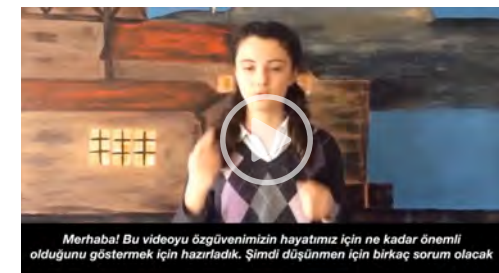 Merhaba! Bu videoyu özgüvenimizin hayatımız için ne kadar önemli
olduğunu göstermek için hazırladık. Şimdi düşünmen için birkaç sorum olacak